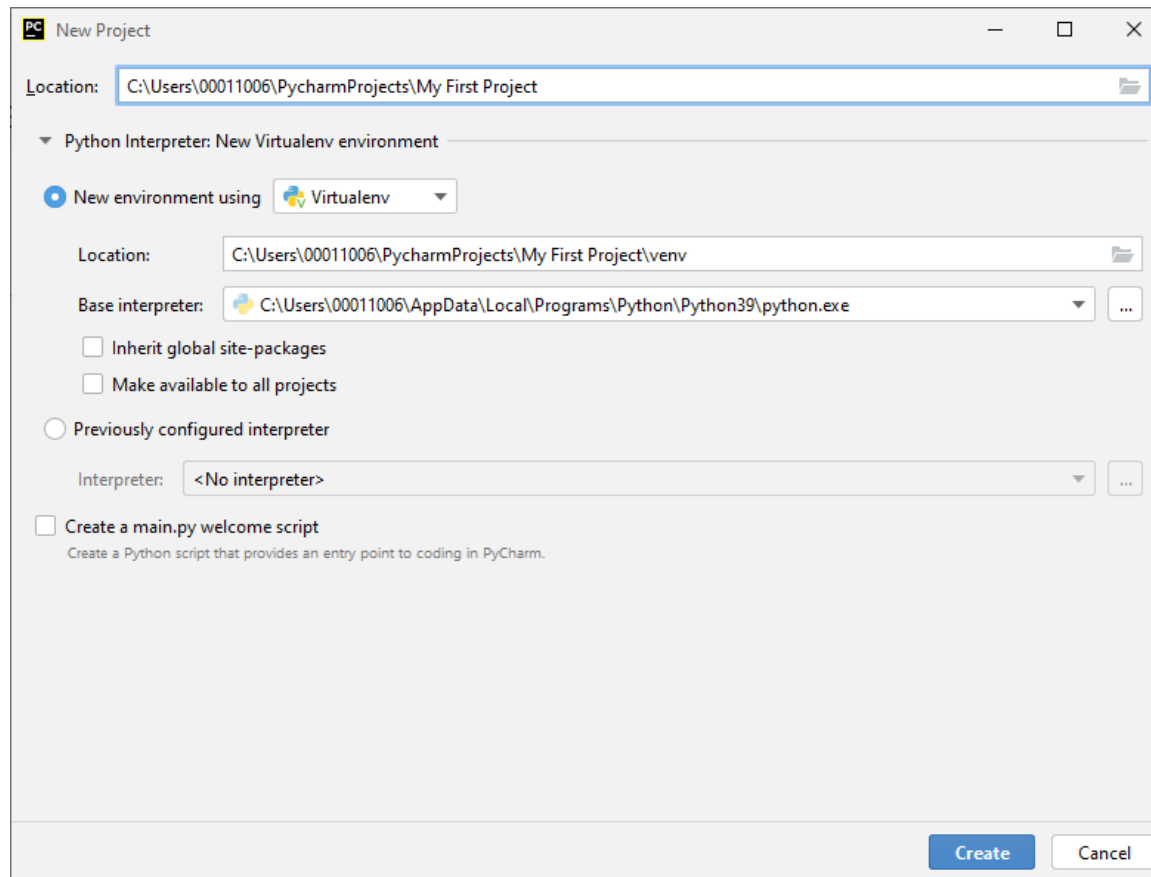 PC New Project
Location: C:\Users\00011006\PycharmProjects\My First Project
Python Interpreter: New Virtualenv environment
New environment using V Virtualenv
Location: C:\Users\00011006\PycharmProjects\My First Project\venv
Base interpreter: C:\Users\00011006\AppData\Local\Programs\Python\Python39\python.exe ...
Inherit global site-packages
Make available to all projects
Previously configured interpreter
Interpreter: <No interpreter> ...
Create a main.py welcome script
Create a Python script that provides an entry point to coding in PyCharm.
Create Cancel